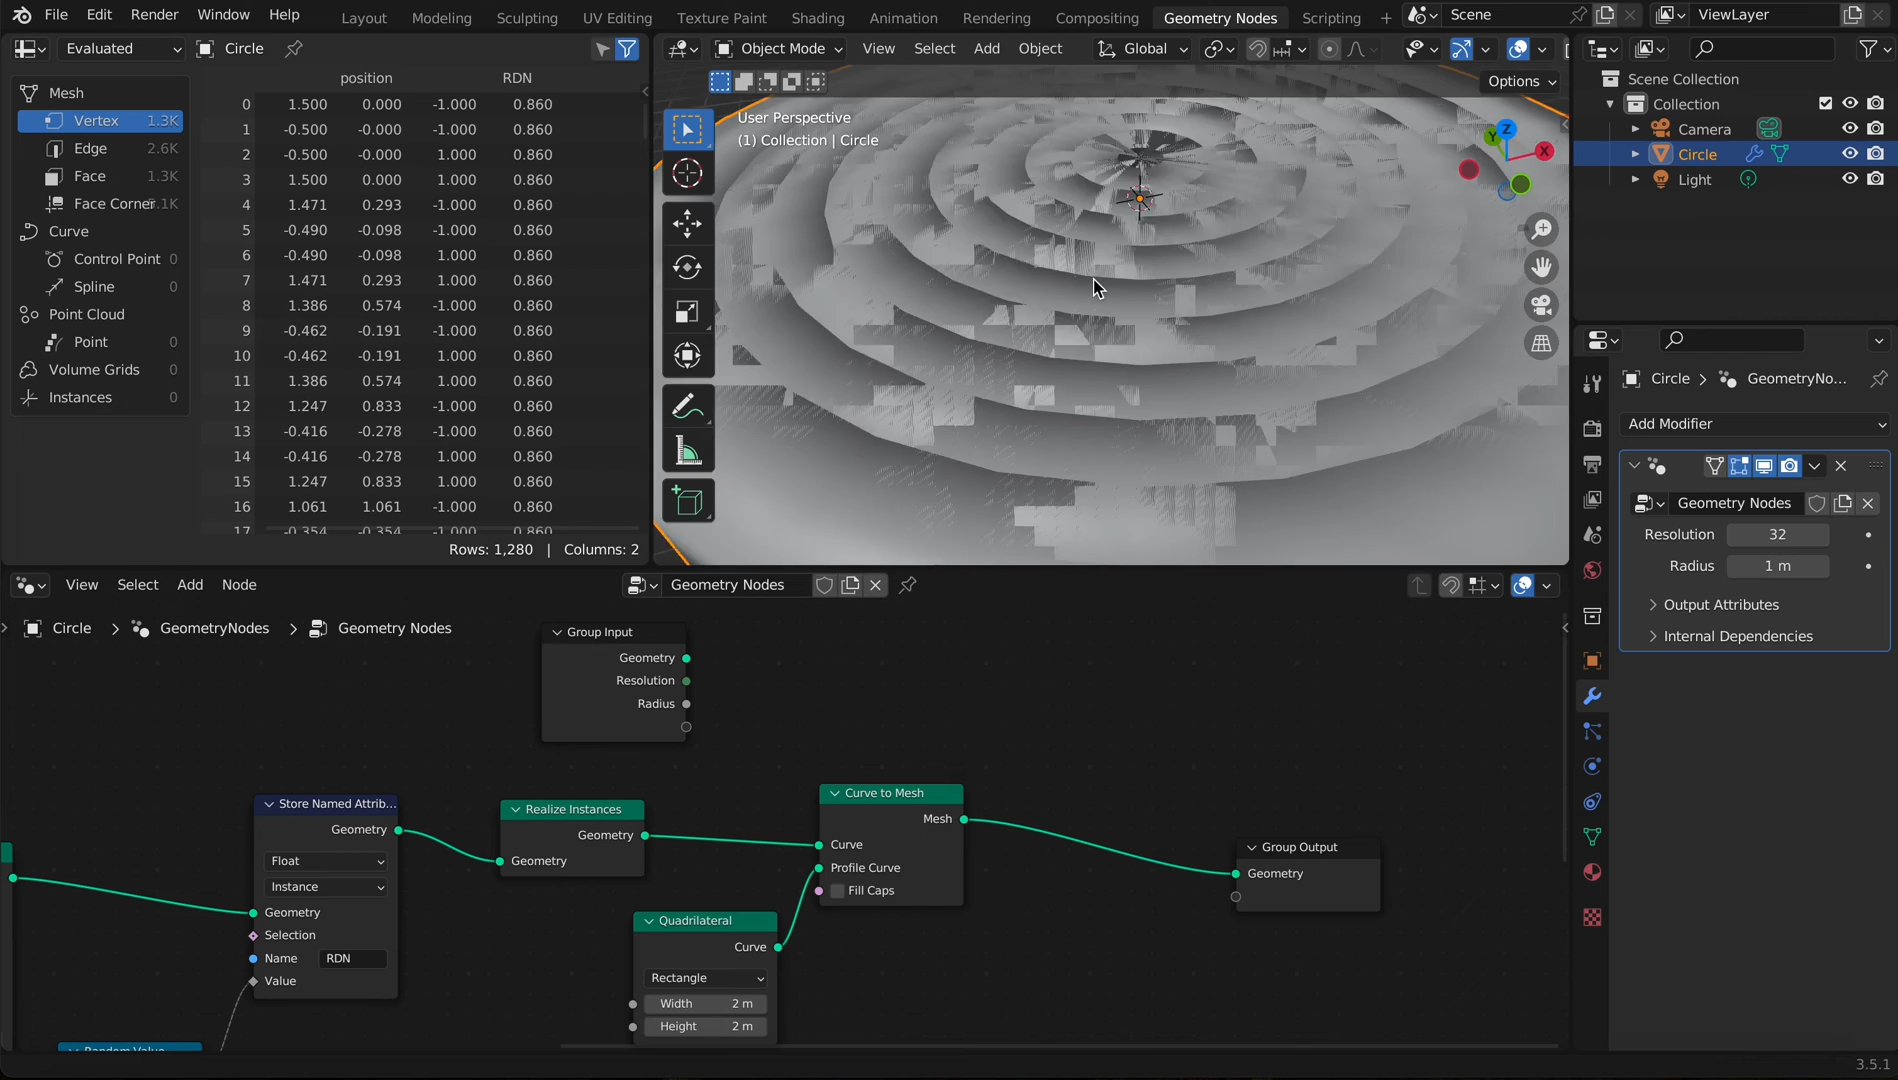 File Edit Render Window Help Layout Modeling Sculpting UV Editing Texture Paint Shading Animation Rendering Compositing Geometry Nodes Scripting + Scene ViewLayer
Evaluated Circle
position RDN
Mesh
Vertex 1.3K
Edge 2.6K
Face 1.3K
Face Corner 5.1K
Curve
Control Point 0
Spline 0
Point Cloud
Point 0
Volume Grids 0
Instances 0
0 1.500 0.000 -1.000 0.860
1 -0.500 -0.000 -1.000 0.860
2 -0.500 -0.000 1.000 0.860
3 1.500 0.000 1.000 0.860
4 1.471 0.293 -1.000 0.860
5 -0.490 -0.098 -1.000 0.860
6 -0.490 -0.098 1.000 0.860
7 1.471 0.293 1.000 0.860
8 1.386 0.574 -1.000 0.860
9 -0.462 -0.191 -1.000 0.860
10 -0.462 -0.191 1.000 0.860
11 1.386 0.574 1.000 0.860
12 1.247 0.833 -1.000 0.860
13 -0.416 -0.278 -1.000 0.860
14 -0.416 -0.278 1.000 0.860
15 1.247 0.833 1.000 0.860
16 1.061 1.061 -1.000 0.860
17 -0.354 -0.354 -1.000 0.860
Rows: 1,280 | Columns: 2
Object Mode View Select Add Object Global
Options
User Perspective
(1) Collection | Circle
Z
Y
X
Scene Collection
Collection
Camera
Circle
Light
Circle > GeometryNo...
Add Modifier
Geometry Nodes
Resolution 32
Radius 1 m
Output Attributes
Internal Dependencies
View Select Add Node Geometry Nodes
Circle > GeometryNodes > Geometry Nodes
Group Input
Geometry
Resolution
Radius
Store Named Attrib...
Geometry
Float
Instance
Geometry
Selection
Name RDN
Value
Random Value
Realize Instances
Geometry
Geometry
Quadrilateral
Curve
Rectangle
Width 2 m
Height 2 m
Curve to Mesh
Mesh
Curve
Profile Curve
Fill Caps
Group Output
Geometry
3.5.1